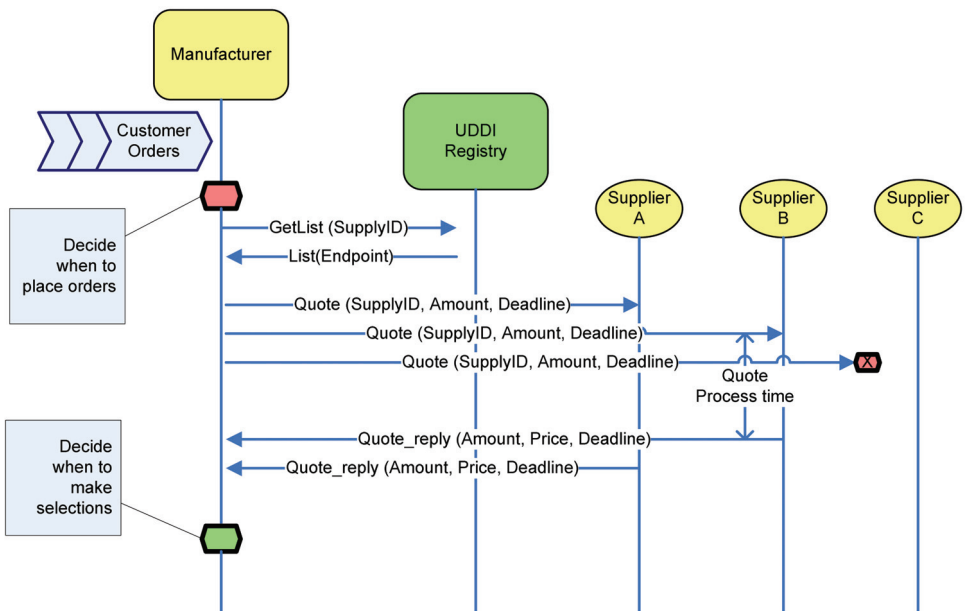 Manufacturer
Customer
Orders
UDDI
Registry
Supplier
A
Supplier
B
Supplier
C
Decide
when to
place orders
GetList (SupplyID)
List(Endpoint)
Quote (SupplyID, Amount, Deadline)
Quote (SupplyID, Amount, Deadline)
Quote (SupplyID, Amount, Deadline)
X
Quote
Process time
Decide
when to
make
selections
Quote_reply (Amount, Price, Deadline)
Quote_reply (Amount, Price, Deadline)